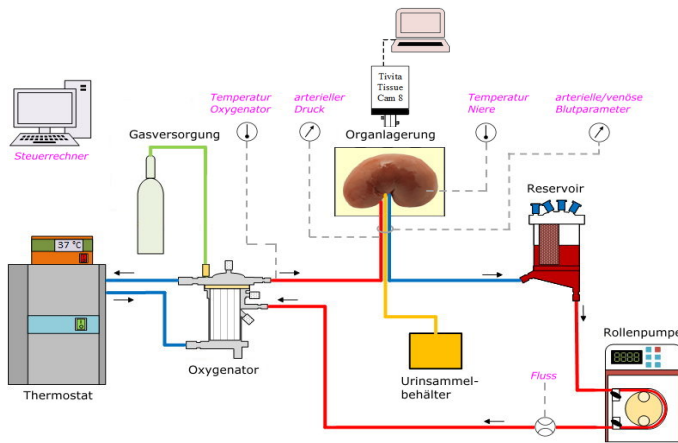 Tivita
Tissue
Cam 8
Temperatur
Oxygenator
arterieller
Druck
Temperatur
Niere
arterielle/venöse
Blutparameter
Gasversorgung
Organlagerung
Steuerrechner
Reservoir
37 °C
Rollenpumpe
8888
Oxygenator
Urinsammel-
behälter
Fluss
Thermostat